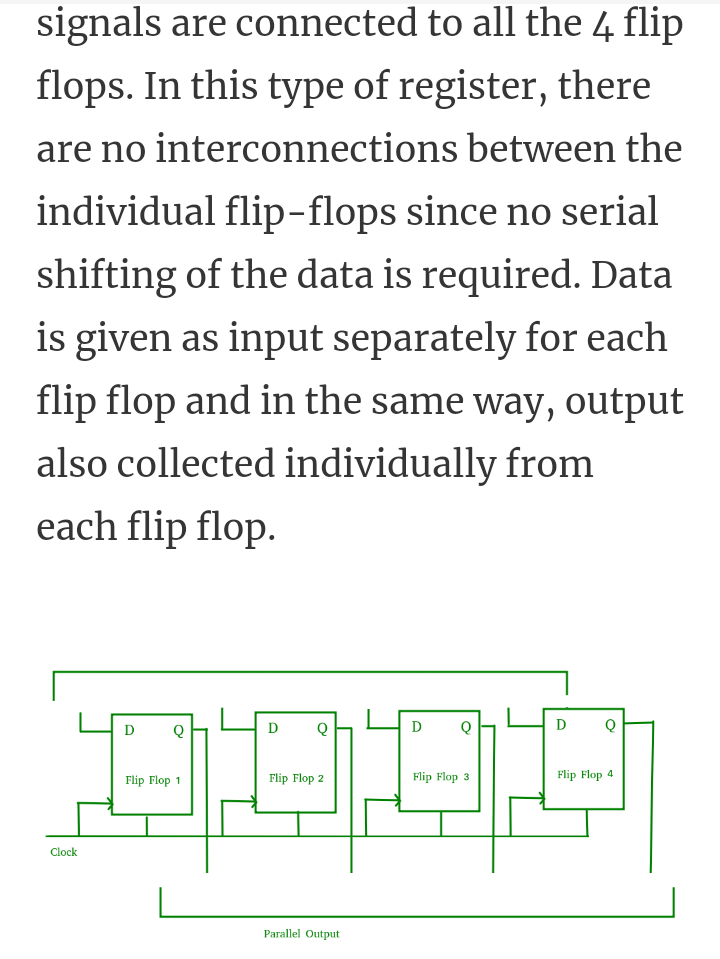 signals are connected to all the 4 flip
flops. In this type of register, there
are no interconnections between the
individual flip-flops since no serial
shifting of the data is required. Data
is given as input separately for each
flip flop and in the same way, output
also collected individually from
each flip flop.
D Q D Q D Q D Q
Flip Flop 1 Flip Flop 2 Flip Flop 3 Flip Flop 4
Clock
Parallel Output